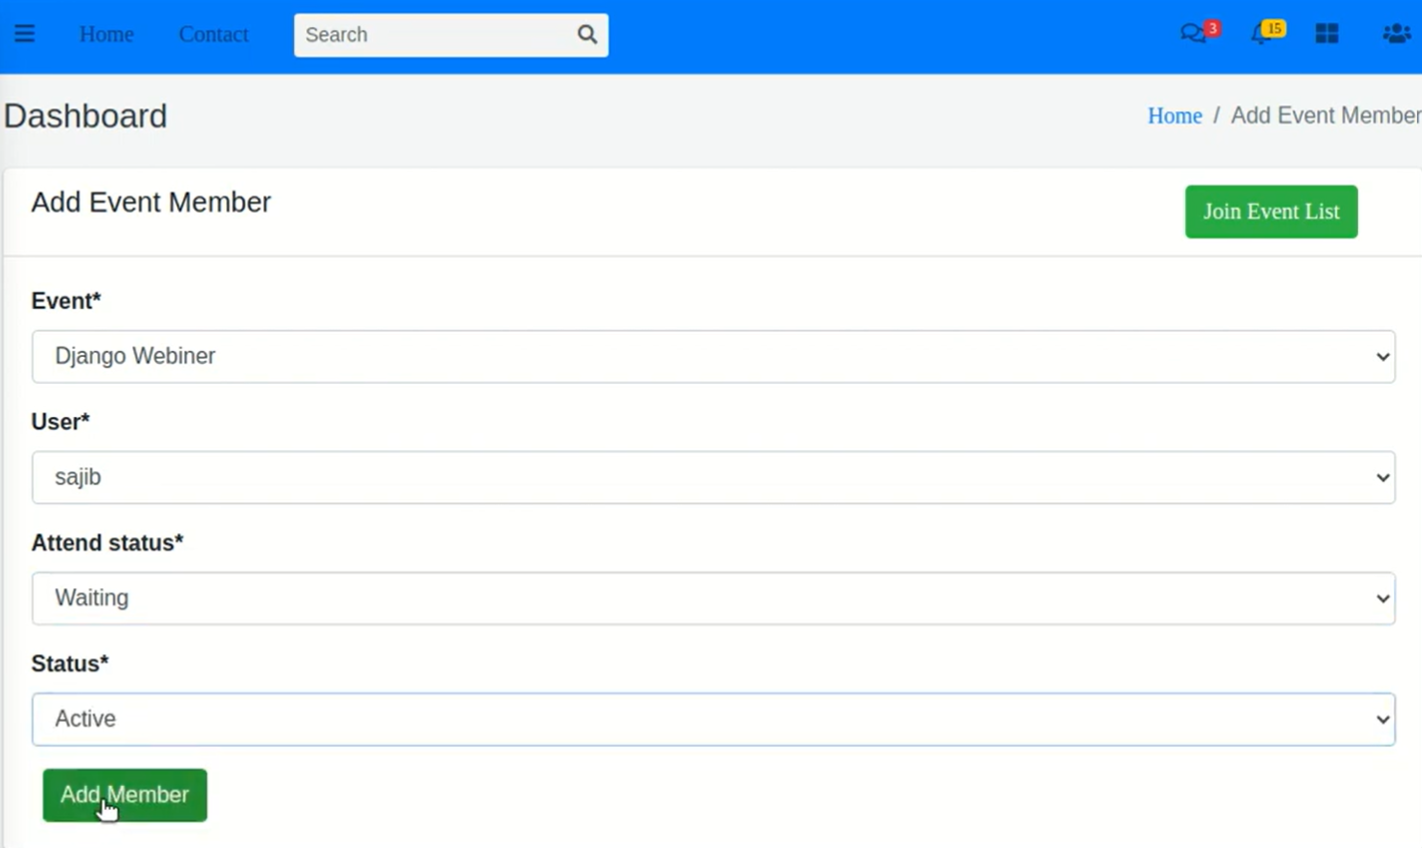 Home Contact Search 3 15
Dashboard Home / Add Event Member
Add Event Member Join Event List
Event*
Django Webiner
User*
sajib
Attend status*
Waiting
Status*
Active
Add Member